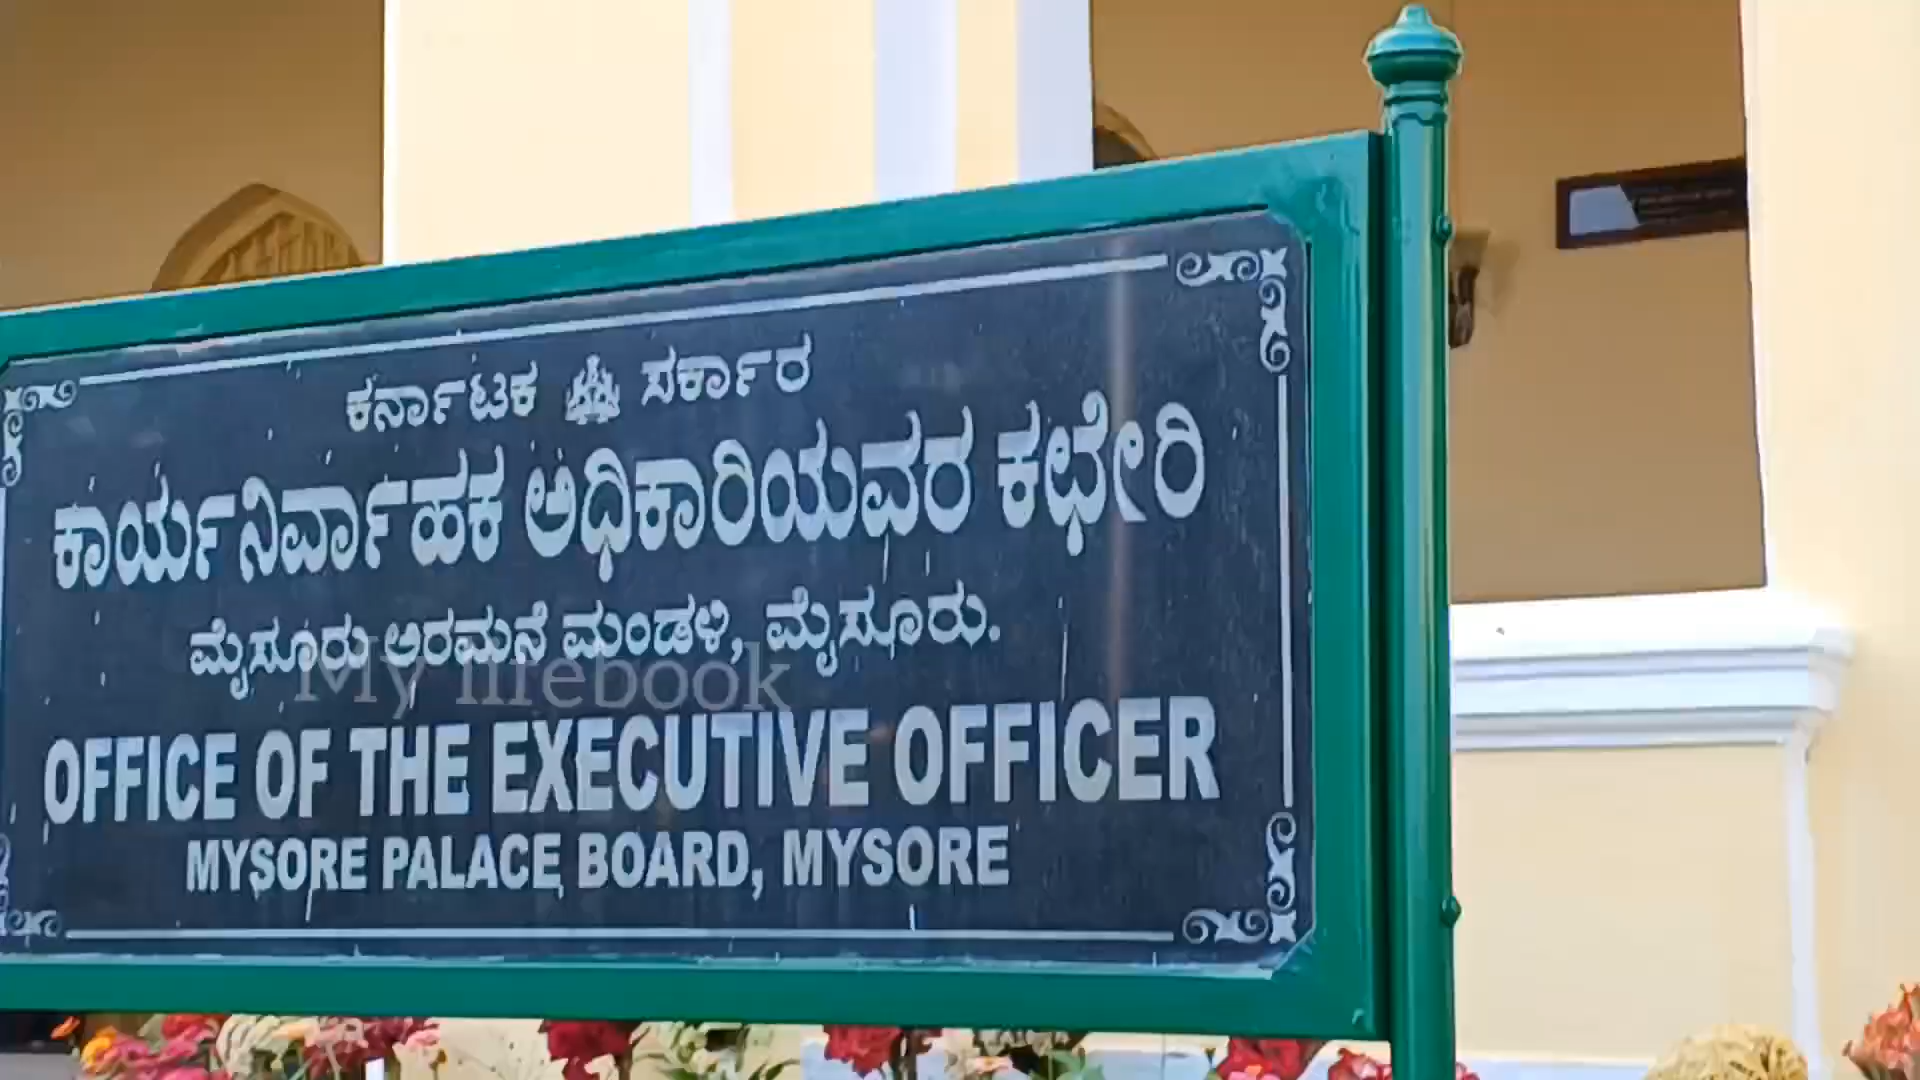 ಕರ್ನಾಟಕ ಸರ್ಕಾರ
ಕಾರ್ಯನಿರ್ವಾಹಕ ಅಧಿಕಾರಿಯವರ ಕಛೇರಿ
ಮೈಸೂರು ಅರಮನೆ ಮಂಡಳಿ, ಮೈಸೂರು.
My lifebook
OFFICE OF THE EXECUTIVE OFFICER
MYSORE PALACE BOARD, MYSORE